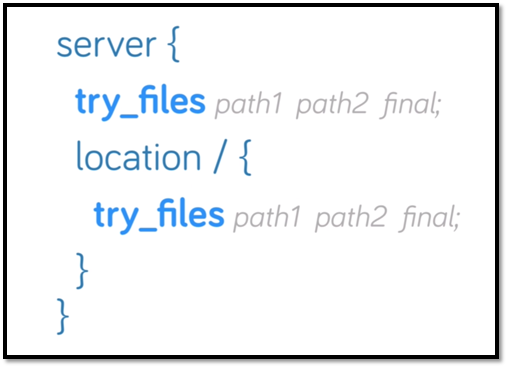 server {
try_files path1 path2 final;
location / {
try_files path1 path2 final;
}
}